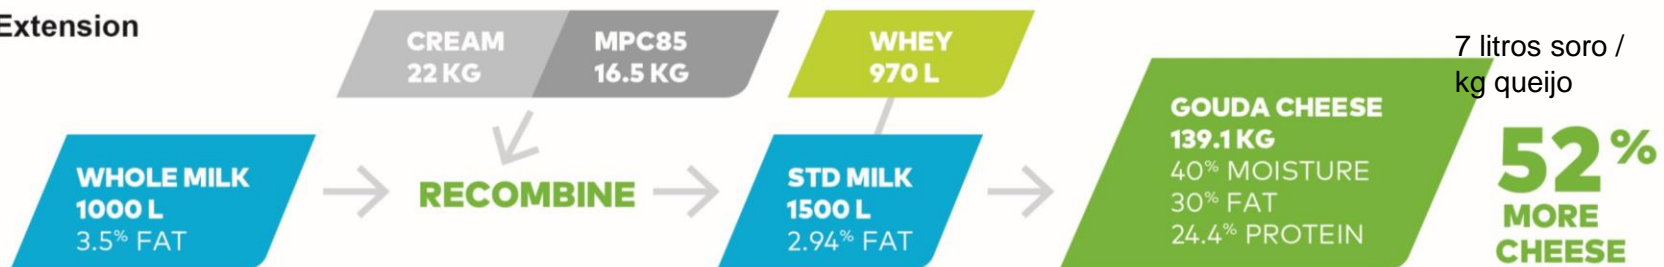 Extension
CREAM
22 KG
MPC85
16.5 KG
WHEY
970 L
7 litros soro /
kg queijo
WHOLE MILK
1000 L
3.5% FAT
RECOMBINE
STD MILK
1500 L
2.94% FAT
GOUDA CHEESE
139.1 KG
40% MOISTURE
30% FAT
24.4% PROTEIN
52%
MORE
CHEESE